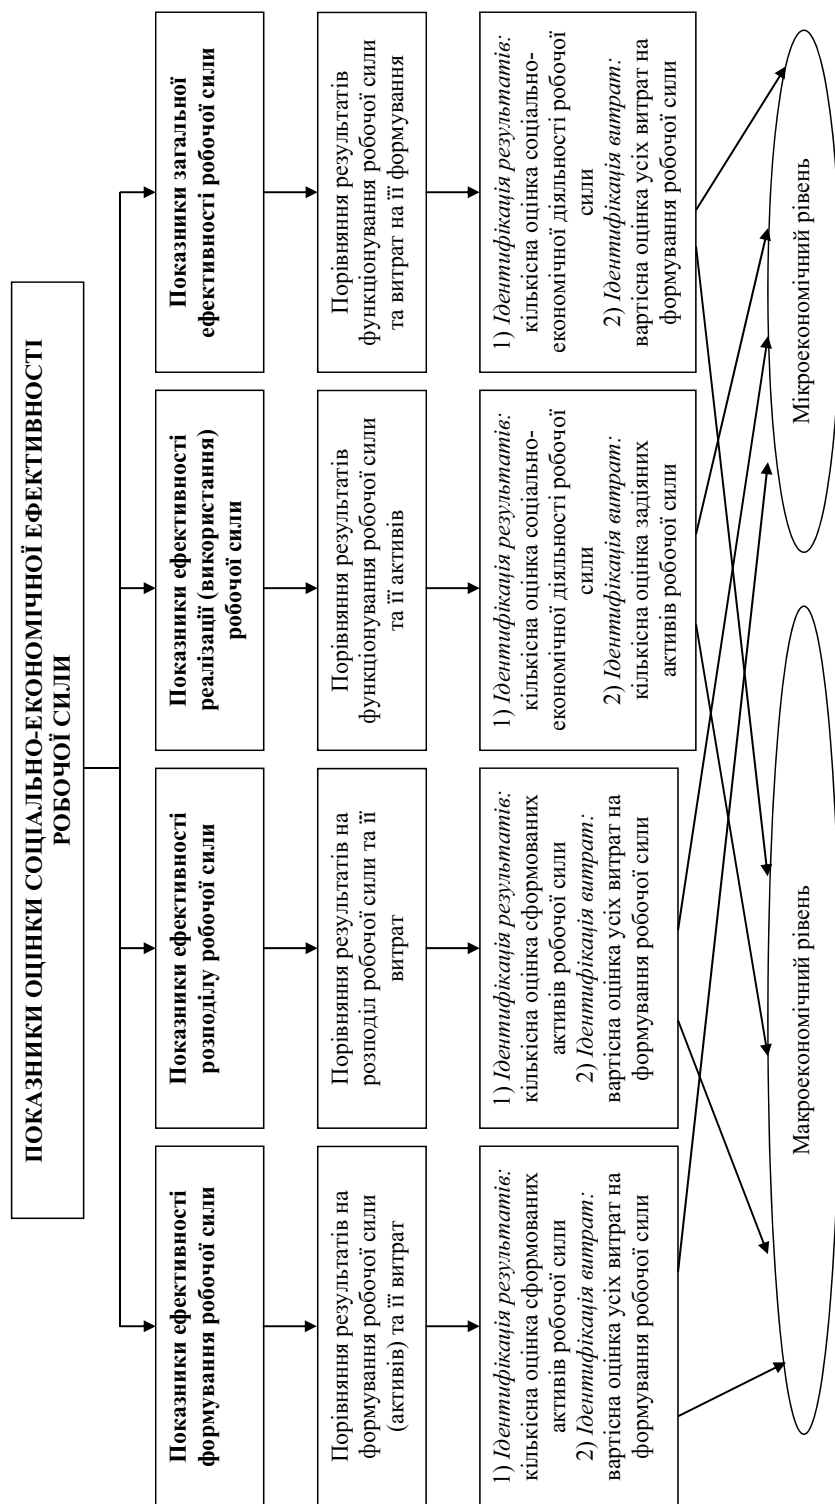 ПОКАЗНИКИ ОЦІНКИ СОЦІАЛЬНО-ЕКОНОМІЧНОЇ ЕФЕКТИВНОСТІ
РОБОЧОЇ СИЛИ
Показники ефективності
формування робочої сили
Показники ефективності
розподілу робочої сили
Показники ефективності
реалізації (використання)
робочої сили
Показники загальної
ефективності робочої сили
Порівняння результатів на
формування робочої сили
(активів) та її витрат
Порівняння результатів на
розподіл робочої сили та її
витрат
Порівняння результатів
функціонування робочої сили
та її активів
Порівняння результатів
функціонування робочої сили
та витрат на її формування
1) Ідентифікація результатів:
кількісна оцінка сформованих
активів робочої сили
2) Ідентифікація витрат:
вартісна оцінка усіх витрат на
формування робочої сили
1) Ідентифікація результатів:
кількісна оцінка сформованих
активів робочої сили
2) Ідентифікація витрат:
вартісна оцінка усіх витрат на
формування робочої сили
1) Ідентифікація результатів:
кількісна оцінка соціально-
економічної діяльності робочої
сили
2) Ідентифікація витрат:
кількісна оцінка задіяних
активів робочої сили
1) Ідентифікація результатів:
кількісна оцінка соціально-
економічної діяльності робочої
сили
2) Ідентифікація витрат:
вартісна оцінка усіх витрат на
формування робочої сили
Макроекономічний рівень
Мікроекономічний рівень